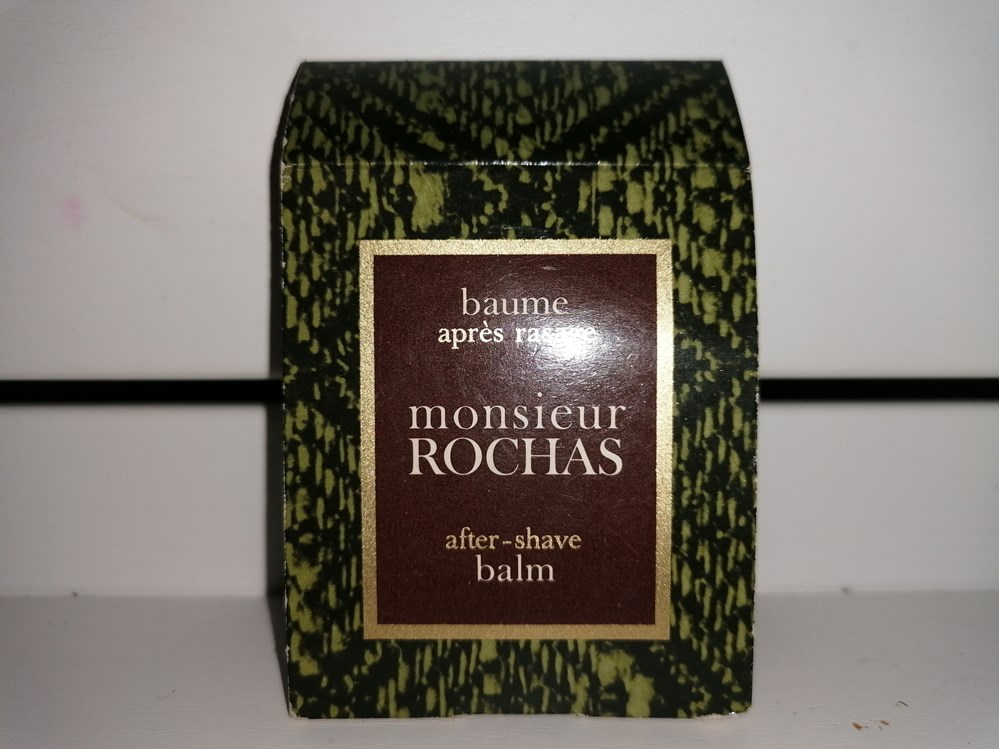 baume
après rasage
monsieur
ROCHAS
after-shave
balm